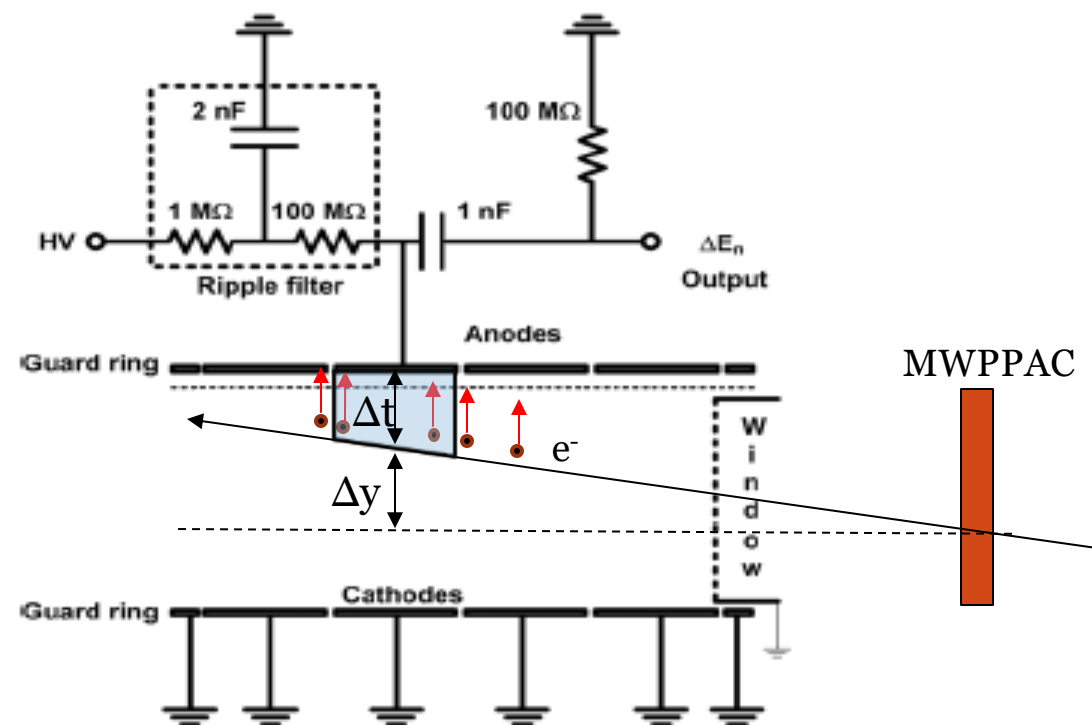 2 nF
100 MΩ
1 MΩ
100 MΩ
1 nF
HV
ΔEₙ
Output
Ripple filter
Anodes
Guard ring
MWPPAC
Δt
e⁻
Δy
Window
Cathodes
Guard ring